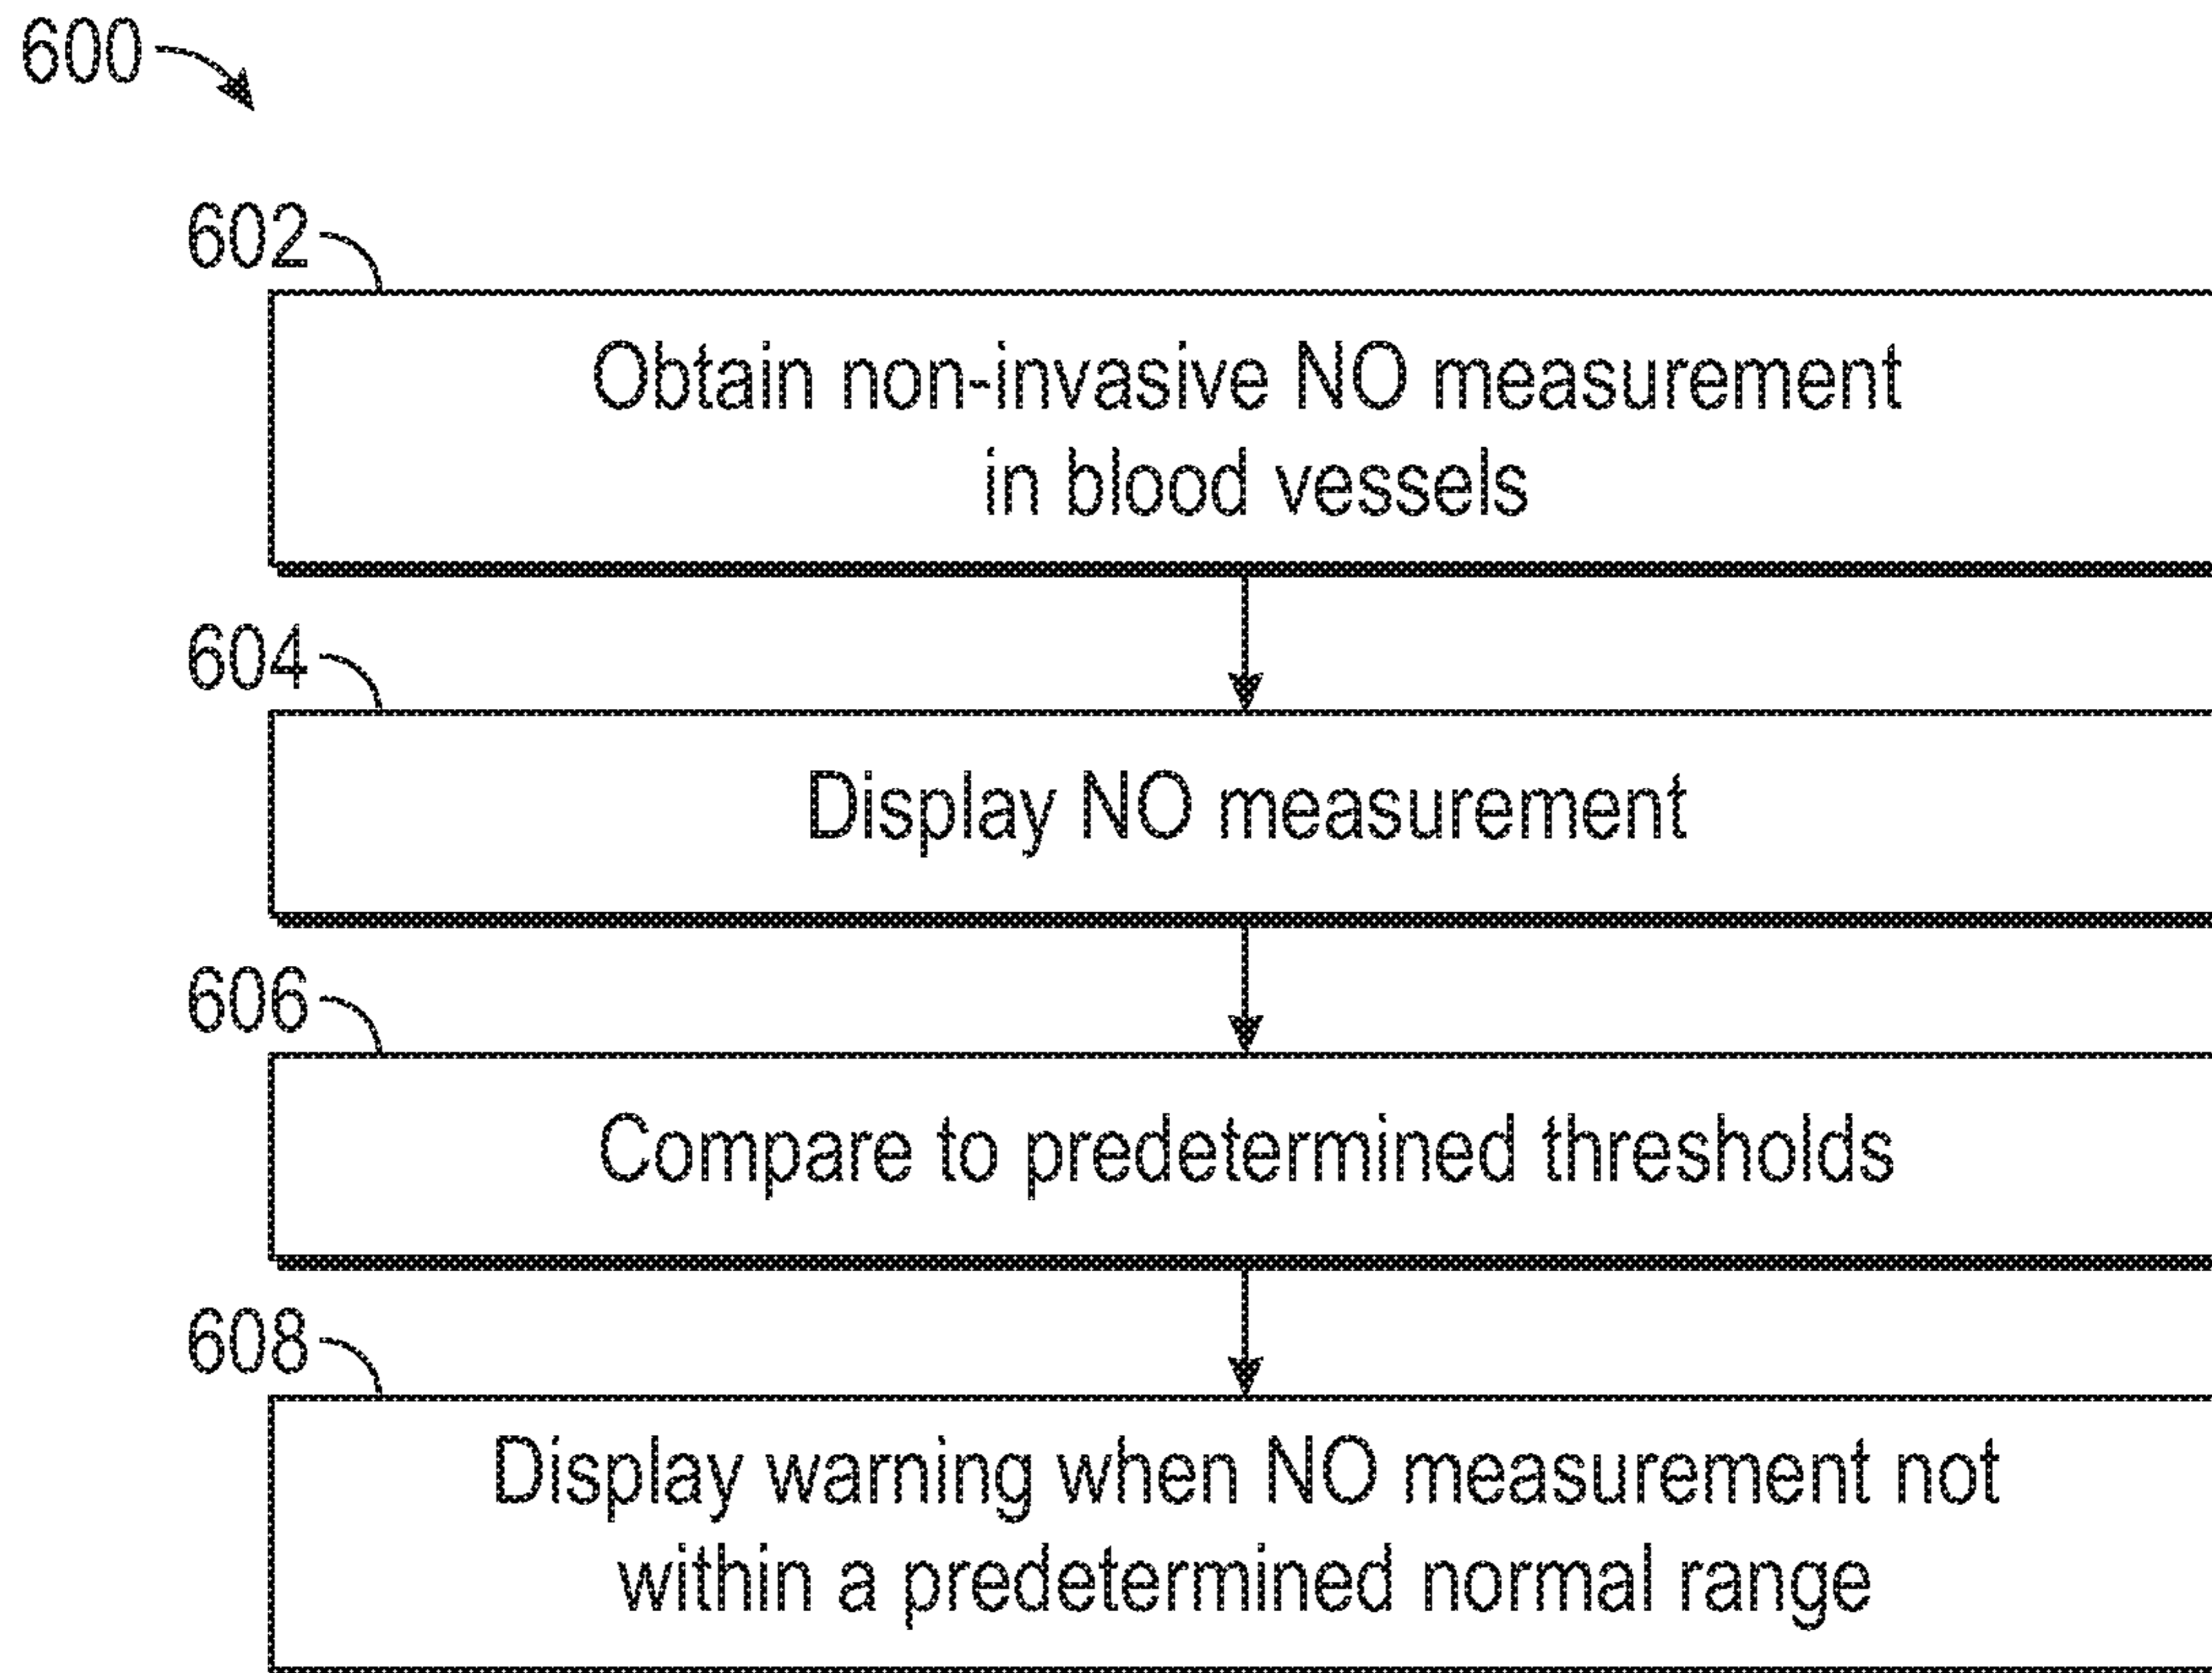 600
602
Obtain non-invasive NO measurement
in blood vessels
604
Display NO measurement
606
Compare to predetermined thresholds
608
Display warning when NO measurement not
within a predetermined normal range